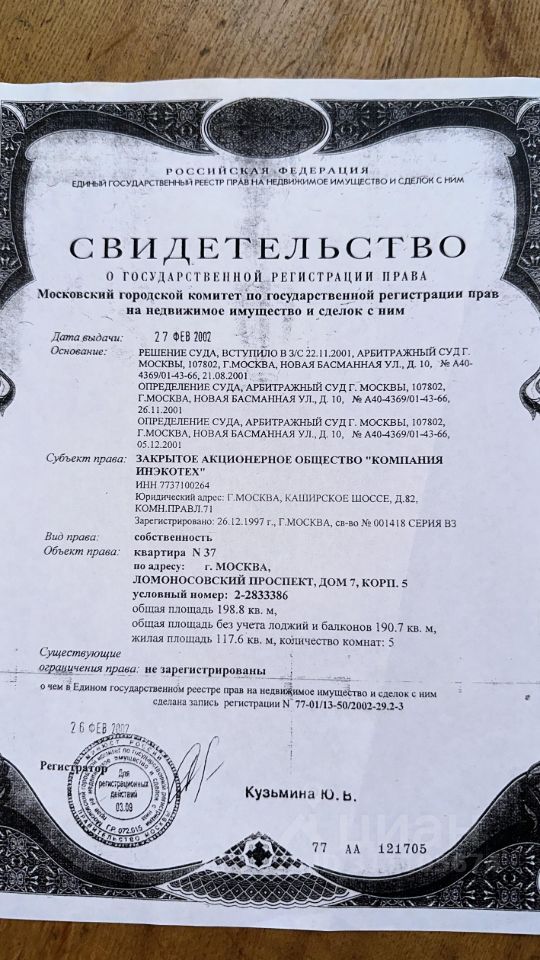 РОССИЙСКАЯ ФЕДЕРАЦИЯ
ЕДИНЫЙ ГОСУДАРСТВЕННЫЙ РЕЕСТР ПРАВ НА НЕДВИЖИМОЕ ИМУЩЕСТВО И СДЕЛОК С НИМ
СВИДЕТЕЛЬСТВО
О ГОСУДАРСТВЕННОЙ РЕГИСТРАЦИИ ПРАВА
Московский городской комитет по государственной регистрации прав
на недвижимое имущество и сделок с ним
Дата выдачи: 27 ФЕВ 2002
Основание: РЕШЕНИЕ СУДА, ВСТУПИЛО В З/С 22.11.2001, АРБИТРАЖНЫЙ СУД Г.
МОСКВЫ, 107802, Г.МОСКВА, НОВАЯ БАСМАННАЯ УЛ., Д. 10, № А40-
4369/01-43-66, 21.08.2001
ОПРЕДЕЛЕНИЕ СУДА, АРБИТРАЖНЫЙ СУД Г. МОСКВЫ, 107802,
Г.МОСКВА, НОВАЯ БАСМАННАЯ УЛ., Д. 10, № А40-4369/01-43-66,
26.11.2001
ОПРЕДЕЛЕНИЕ СУДА, АРБИТРАЖНЫЙ СУД Г. МОСКВЫ, 107802,
Г.МОСКВА, НОВАЯ БАСМАННАЯ УЛ., Д. 10, № А40-4369/01-43-66,
05.12.2001
Субъект права: ЗАКРЫТОЕ АКЦИОНЕРНОЕ ОБЩЕСТВО "КОМПАНИЯ
ИНЭКОТЕХ"
ИНН 7737100264
Юридический адрес: Г.МОСКВА, КАШИРСКОЕ ШОССЕ, Д.82,
КОМН.ПРАВЛ.71
Зарегистрировано: 26.12.1997 г., Г.МОСКВА, св-во № 001418 СЕРИЯ ВЗ
Вид права: собственность
Объект права: квартира N 37
по адресу: г. МОСКВА,
ЛОМОНОСОВСКИЙ ПРОСПЕКТ, ДОМ 7, КОРП. 5
условный номер: 2-2833386
общая площадь 198.8 кв. м,
общая площадь без учета лоджий и балконов 190.7 кв. м,
жилая площадь 117.6 кв. м, количество комнат: 5
Существующие
ограничения права: не зарегистрированы
о чем в Едином государственном реестре прав на недвижимое имущество и сделок с ним
сделана запись регистрации N 77-01/13-50/2002-29.2-3
26 ФЕВ 2002
Регистратор
Для
регистрационных
действий
03.09
Кузьмина Ю. В.
циан
77 АА 121705